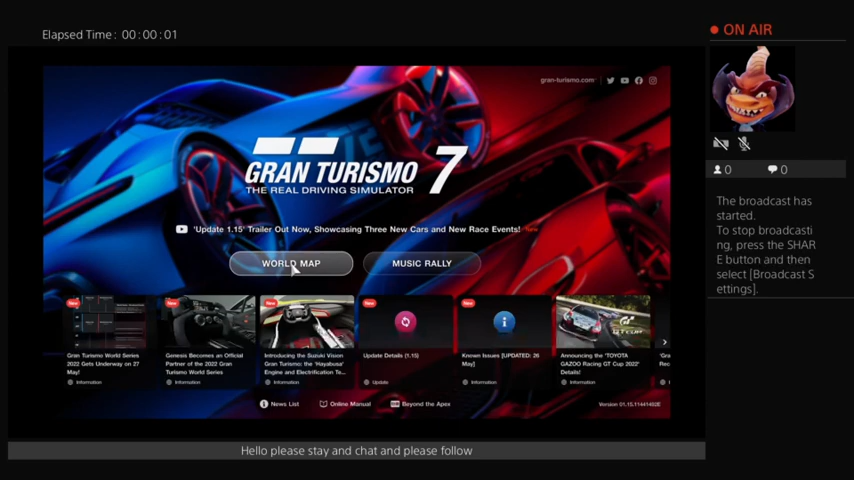 Elapsed Time: 00:00:01
ON AIR
gran-turismo.com
GRAN TURISMO 7
THE REAL DRIVING SIMULATOR
'Update 1.15' Trailer Out Now, Showcasing Three New Cars and New Race Events! New
WORLD MAP
MUSIC RALLY
0 0
The broadcast has
started.
To stop broadcasti
ng, press the SHAR
E button and then
select [Broadcast S
ettings].
New
Gran Turismo World Series
2022 Gets Underway on 27
May!
Information
New
Genesis Becomes an Official
Partner of the 2022 Gran
Turismo World Series
Information
New
Introducing the Suzuki Vision
Gran Turismo: the 'Hayabusa'
Engine and Electrification Te...
Information
New
Update Details (1.15)
Update
New
Known Issues [UPDATED: 26
May]
Information
GT CUP
Announcing the 'TOYOTA
GAZOO Racing GT Cup 2022'
Details!
Information
News List
Online Manual
Beyond the Apex
Hello please stay and chat and please follow